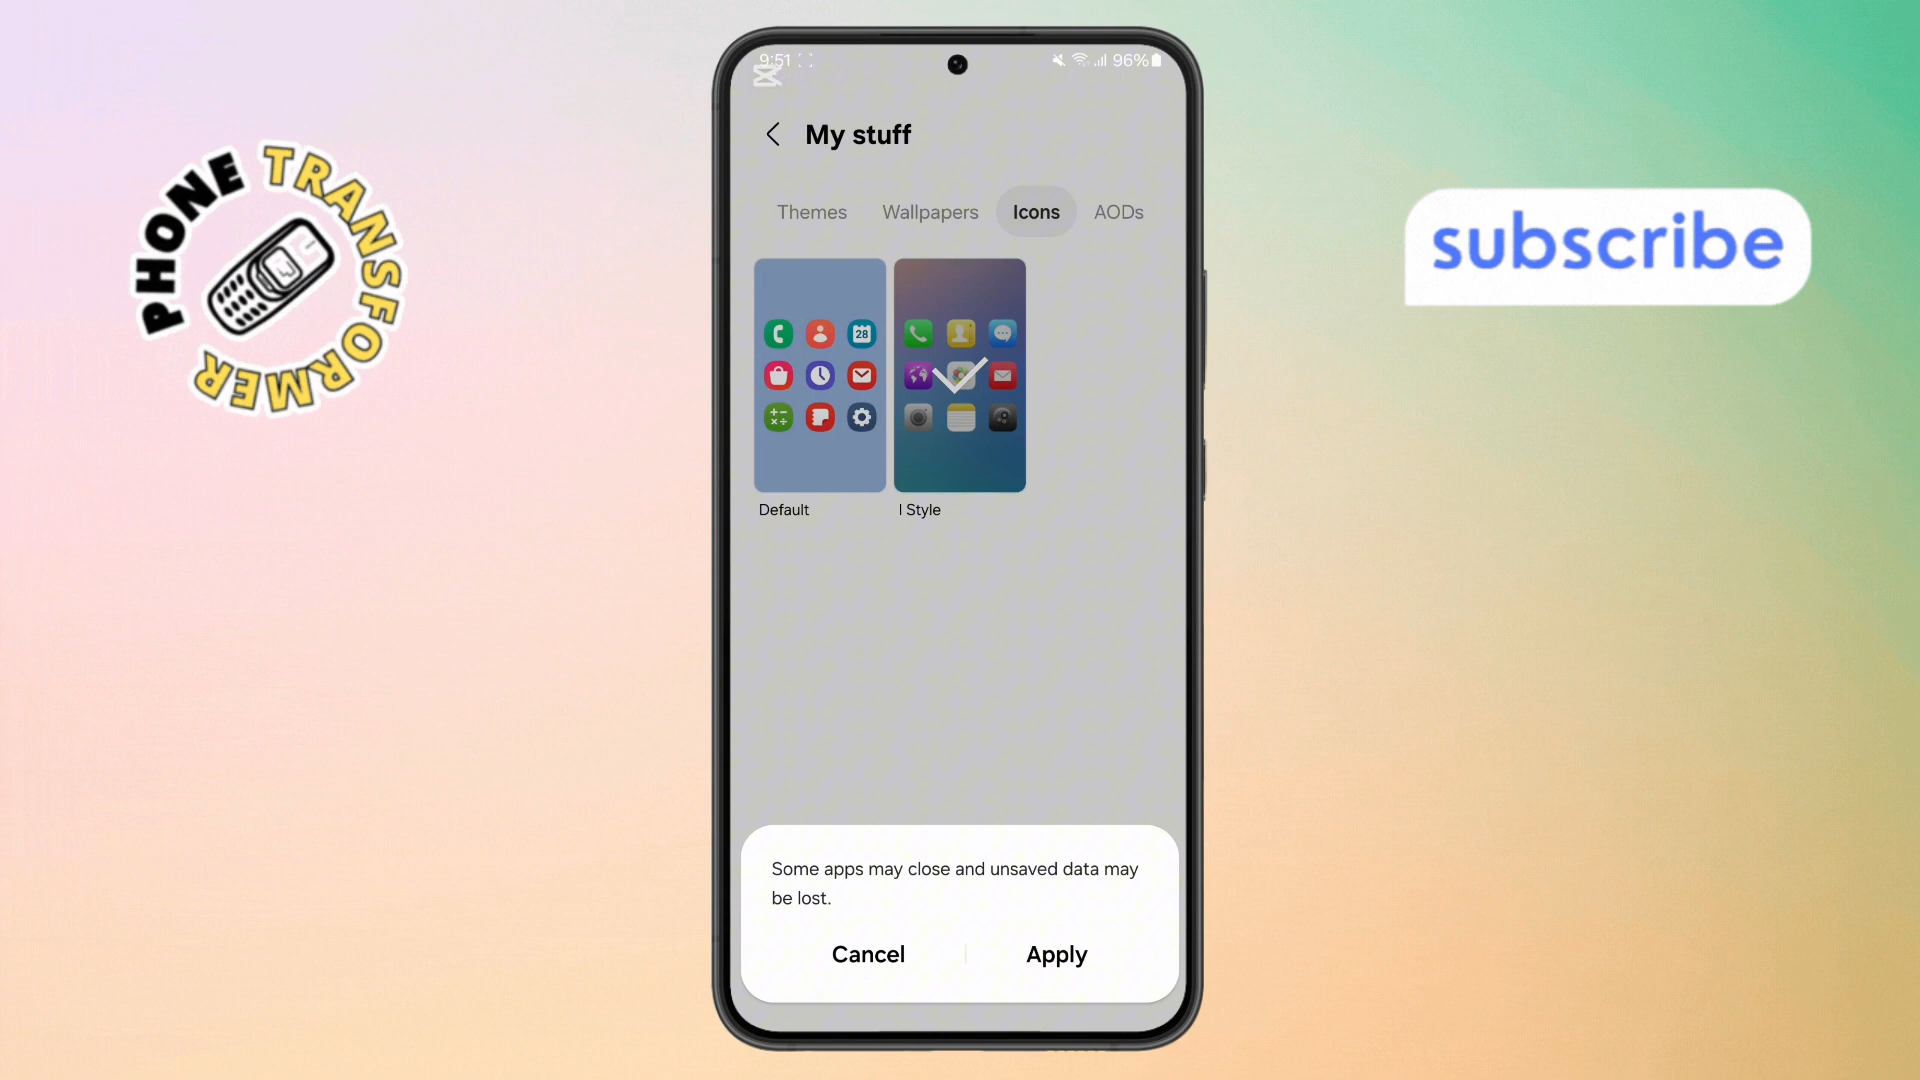 PHONE TRANSFORMER
9:51
96%
My stuff
Themes Wallpapers Icons AODs
28
Default
I Style
Some apps may close and unsaved data may
be lost.
Cancel
Apply
subscribe